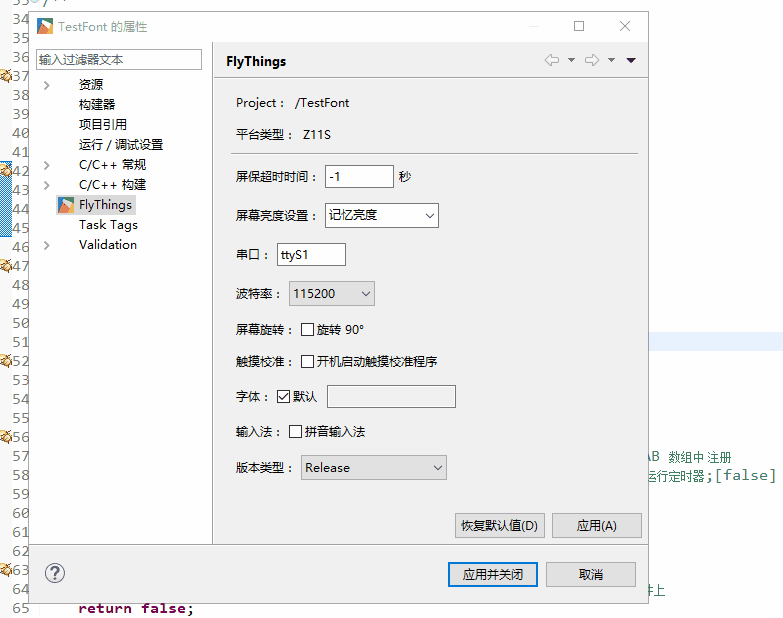 33
34
TestFont 的属性
35
36
输入过滤器文本
FlyThings
37
资源
38
构建器
Project： /TestFont
39
项目引用
40
运行 / 调试设置
平台类型： Z11S
41
C/C++ 常规
42
屏保超时时间： -1 秒
43
C/C++ 构建
44
FlyThings
屏幕亮度设置： 记忆亮度
45
Task Tags
46
Validation
串口： ttyS1
47
48
波特率： 115200
49
50
屏幕旋转： 旋转 90°
51
52
触摸校准： 开机启动触摸校准程序
53
54
字体： 默认
55
56
输入法： 拼音输入法
57
AB 数组中 注册
58
版本类型： Release
运行定时器;[false]
59
60
恢复默认值(D) 应用(A)
61
62
63
?
应用并关闭 取消
64
件上
65 return false;